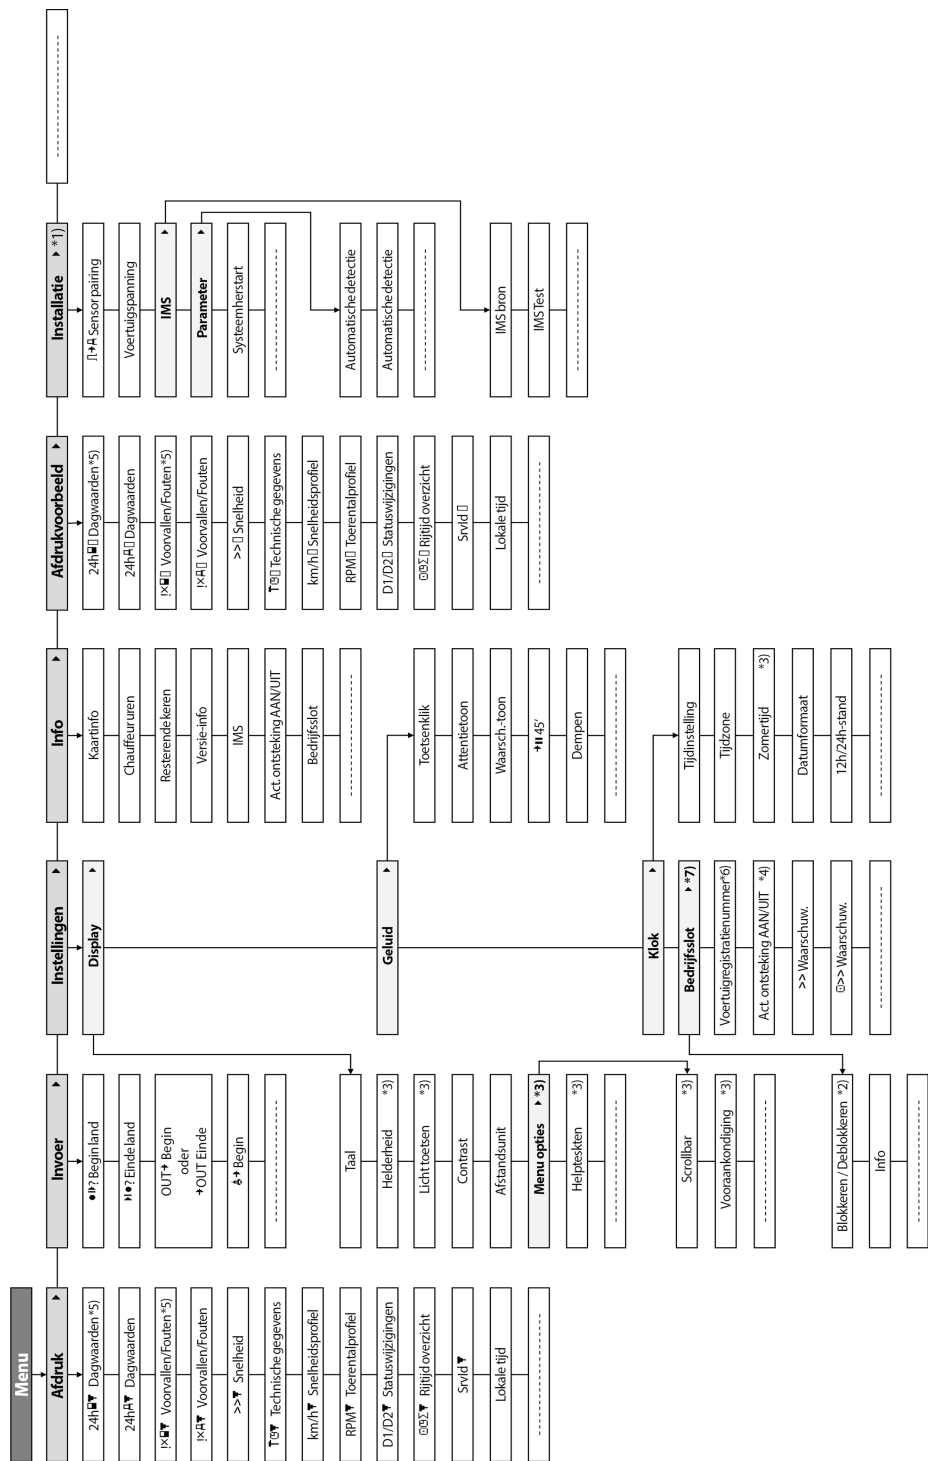 Menu
Afdruk
24h Dagwaarden *5)
24h Dagwaarden
!× Voorvallen/Fouten *5)
!× Voorvallen/Fouten
>>▼ Snelheid
Technische gegevens
km/h▼ Snelheidsprofiel
RPM▼ Toerentalprofiel
D1/D2▼ Statuswijzigingen
Σ▼ Rijtijd overzicht
Srvld ▼
Lokale tijd
Invoer
? Begin land
? Einde land
OUT Begin
oder
OUT Einde
Begin
Taal
Helderheid *3)
Licht toetsen *3)
Contrast
Afstandsunit
Menu opties *3)
Helpteskten *3)
Scrollbar *3)
Vooraankondiging *3)
Blokkeren / Deblokkeren *2)
Info
Instellingen
Display
Geluid
Klok
Bedrijfsslot *7)
Voertuigregistratienummer*6)
Act. ontsteking AAN/UIT *4)
>> Waarschuw.
>> Waarschuw.
Info
Kaartinfo
Chauffeur uren
Resterende keren
Versie-info
IMS
Act. ontsteking AAN/UIT
Bedrijfsslot
Toetsenklik
Attentietoon
Waarsch.-toon
45'
Dempen
Tijdinstelling
Tijdzone
Zomertijd *3)
Datumformaat
12h/24h-stand
Afdrukvoorbeeld
24h Dagwaarden *5)
24h Dagwaarden
!× Voorvallen/Fouten *5)
!× Voorvallen/Fouten
>>▯ Snelheid
Technische gegevens
km/h▯ Snelheidsprofiel
RPM▯ Toerentalprofiel
D1/D2▯ Statuswijzigingen
Σ▯ Rijtijd overzicht
Srvld ▯
Lokale tijd
Installatie *1)
Sensor pairing
Voertuigspanning
IMS
Parameter
Systeemherstart
Automatische detectie
Automatische detectie
IMS bron
IMS Test